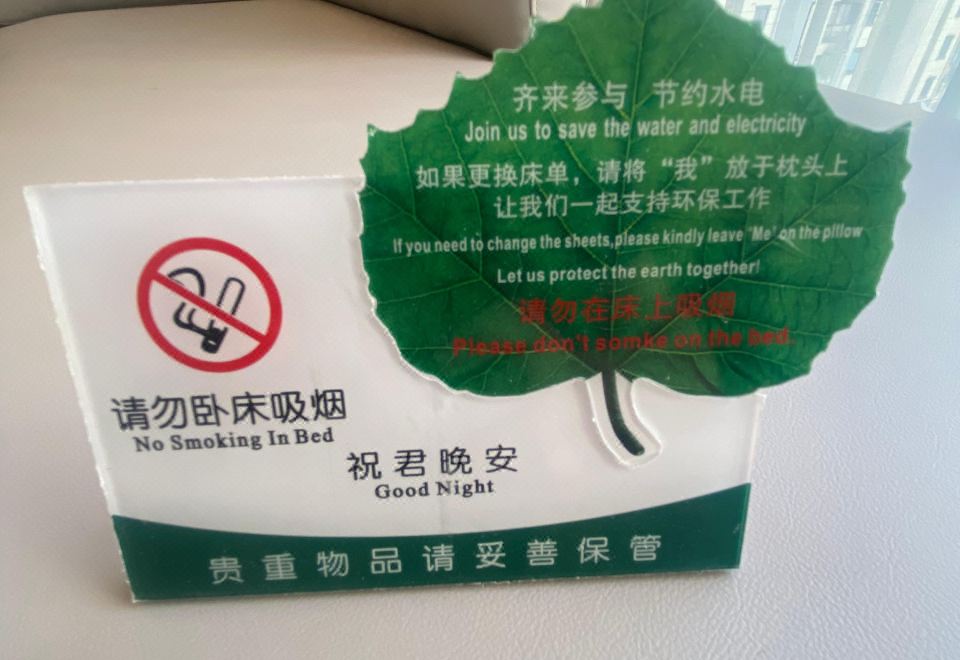 齐来参与 节约水电
Join us to save the water and electricity
如果更换床单，请将“我”放于枕头上
让我们一起支持环保工作
If you need to change the sheets,please kindly leave 'Me' on the pillow
Let us protect the earth together!
请勿在床上吸烟
Please don't somke on the bed.
请勿卧床吸烟
No Smoking In Bed
祝君晚安
Good Night
贵重物品请妥善保管